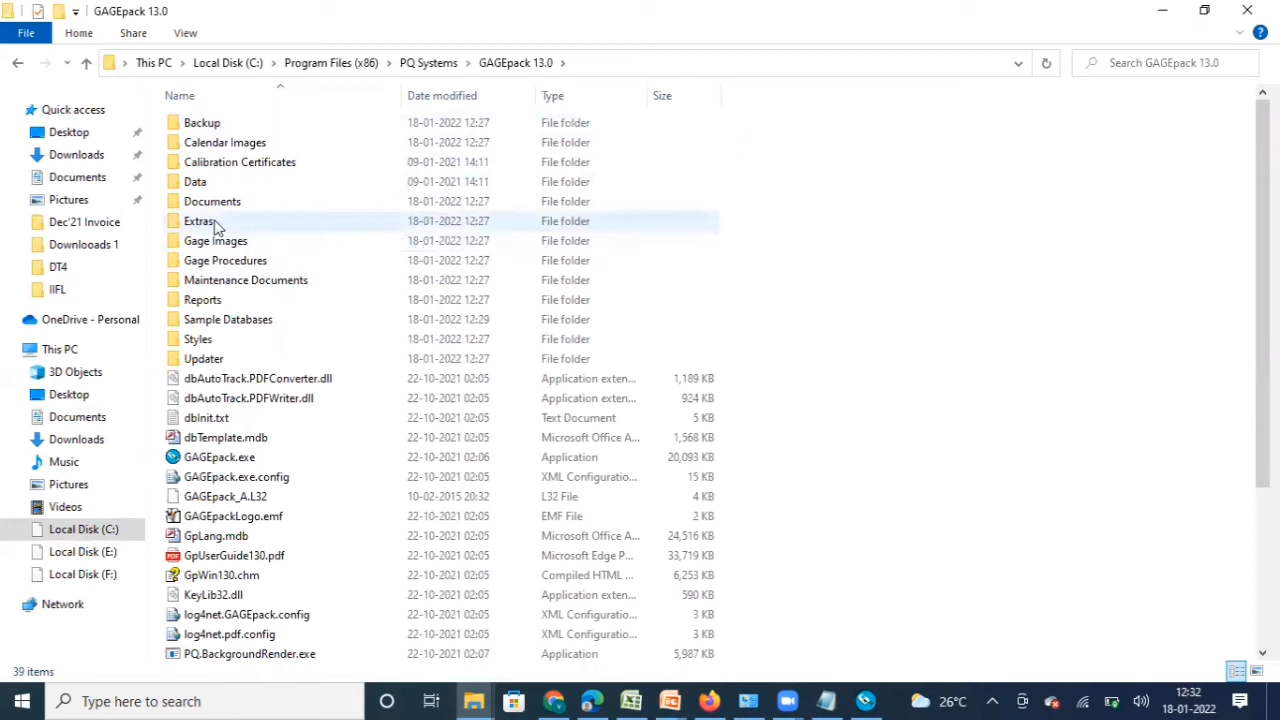 GAGEpack 13.0
File Home Share View
This PC Local Disk (C:) Program Files (x86) PQ Systems GAGEpack 13.0 Search GAGEpack 13.0
Name Date modified Type Size
Quick access
Desktop
Downloads
Documents
Pictures
Dec'21 Invoice
Downlooads 1
DT4
IIFL
OneDrive - Personal
This PC
3D Objects
Desktop
Documents
Downloads
Music
Pictures
Videos
Local Disk (C:)
Local Disk (E:)
Local Disk (F:)
Network
Backup 18-01-2022 12:27 File folder
Calendar Images 18-01-2022 12:27 File folder
Calibration Certificates 09-01-2021 14:11 File folder
Data 09-01-2021 14:11 File folder
Documents 18-01-2022 12:27 File folder
Extras 18-01-2022 12:27 File folder
Gage Images 18-01-2022 12:27 File folder
Gage Procedures 18-01-2022 12:27 File folder
Maintenance Documents 18-01-2022 12:27 File folder
Reports 18-01-2022 12:27 File folder
Sample Databases 18-01-2022 12:29 File folder
Styles 18-01-2022 12:27 File folder
Updater 18-01-2022 12:27 File folder
dbAutoTrack.PDFConverter.dll 22-10-2021 02:05 Application exten... 1,189 KB
dbAutoTrack.PDFWriter.dll 22-10-2021 02:05 Application exten... 924 KB
dbInit.txt 22-10-2021 02:05 Text Document 5 KB
dbTemplate.mdb 22-10-2021 02:05 Microsoft Office A... 1,568 KB
GAGEpack.exe 22-10-2021 02:06 Application 20,093 KB
GAGEpack.exe.config 22-10-2021 02:05 XML Configuratio... 15 KB
GAGEpack_A.L32 10-02-2015 20:32 L32 File 4 KB
GAGEpackLogo.emf 22-10-2021 02:05 EMF File 2 KB
GpLang.mdb 22-10-2021 02:05 Microsoft Office A... 24,516 KB
GpUserGuide130.pdf 22-10-2021 02:05 Microsoft Edge P... 33,719 KB
GpWin130.chm 22-10-2021 02:05 Compiled HTML ... 6,253 KB
KeyLib32.dll 22-10-2021 02:05 Application exten... 590 KB
log4net.GAGEpack.config 22-10-2021 02:05 XML Configuratio... 3 KB
log4net.pdf.config 22-10-2021 02:05 XML Configuratio... 3 KB
PQ.BackgroundRender.exe 22-10-2021 02:07 Application 5,987 KB
39 items
Type here to search
26°C
12:32
18-01-2022